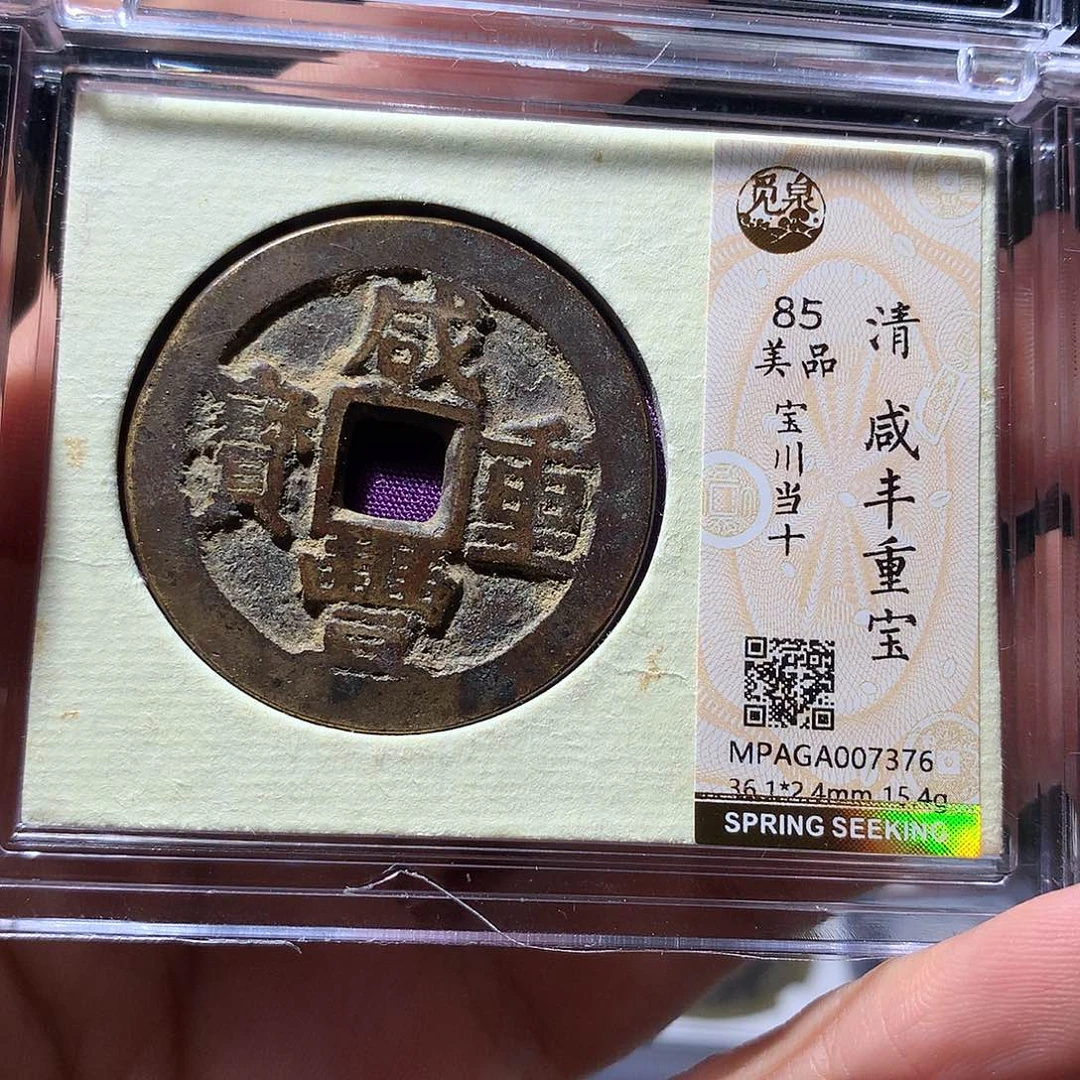 咸豐重寶
覓泉
85
美品
宝川当十
清 咸丰重宝
MPAGA007376
36.1*2.4mm 15.4g
SPRING SEEKING